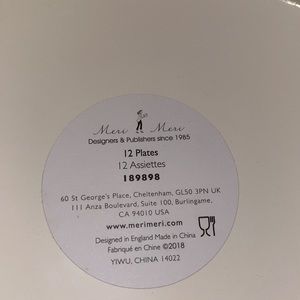 Meri Meri
Designers & Publishers since 1985
12 Plates
12 Assiettes
189898
60 St George's Place, Cheltenham, GL50 3PN UK
111 Anza Boulevard, Suite 100, Burlingame,
CA 94010 USA
www.merimeri.com
Designed in England Made in China
Fabriqué en Chine ©2018
YIWU, CHINA 14022